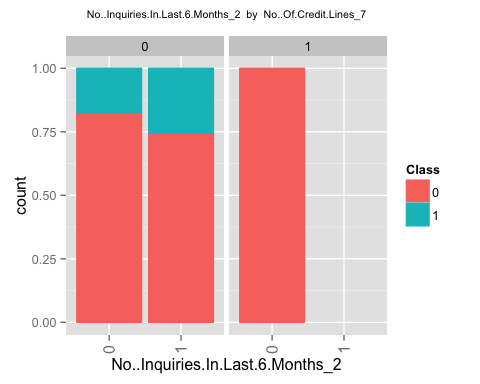 No..Inquiries.In.Last.6.Months_2 by No..Of.Credit.Lines_7
0 1
1.00
0.75
0.50
0.25
0.00
count
0 1 0 1
No..Inquiries.In.Last.6.Months_2
Class
0
1